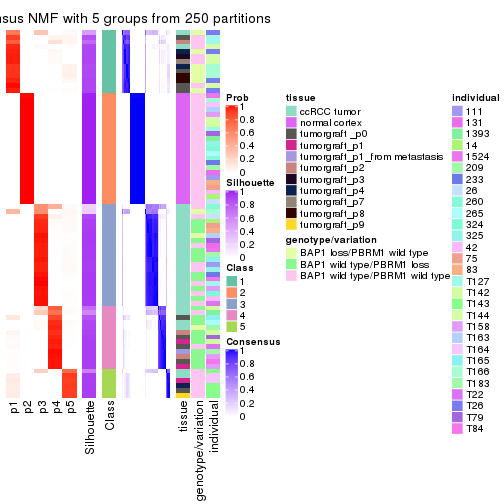 sus NMF with 5 groups from 250 partitions
p1
p2
p3
p4
p5
Silhouette
Class
tissue
genotype/variation
individual
Prob
1
0.8
0.6
0.4
0.2
0
Silhouette
1
0.8
0.6
0.4
0.2
0
Class
1
2
3
4
5
Consensus
1
0.8
0.6
0.4
0.2
0
tissue
ccRCC tumor
normal cortex
tumorgraft_p0
tumorgraft_p1
tumorgraft_p1_from metastasis
tumorgraft_p2
tumorgraft_p3
tumorgraft_p4
tumorgraft_p7
tumorgraft_p8
tumorgraft_p9
genotype/variation
BAP1 loss/PBRM1 wild type
BAP1 wild type/PBRM1 loss
BAP1 wild type/PBRM1 wild type
individual
111
131
1393
14
1524
209
233
26
260
265
324
325
42
75
83
T127
T142
T143
T144
T158
T163
T164
T165
T166
T183
T22
T26
T79
T84